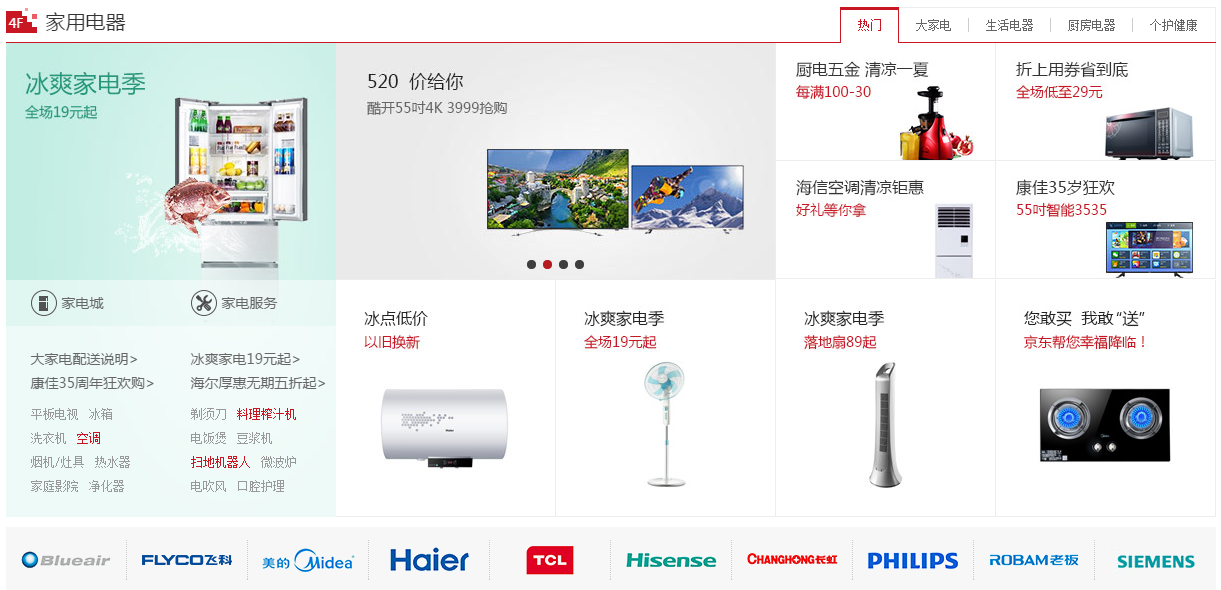 4F 家用电器
热门 大家电 生活电器 厨房电器 个护健康
冰爽家电季
全场19元起
520 价给你
酷开55吋4K 3999抢购
厨电五金 清凉一夏
每满100-30
折上用券省到底
全场低至29元
海信空调清凉钜惠
好礼等你拿
康佳35岁狂欢
55吋智能3535
家电城 家电服务
大家电配送说明> 冰爽家电19元起>
康佳35周年狂欢购> 海尔厚惠无期五折起>
平板电视 冰箱 剃须刀 料理榨汁机
洗衣机 空调 电饭煲 豆浆机
烟机/灶具 热水器 扫地机器人 微波炉
家庭影院 净化器 电吹风 口腔护理
冰点低价
以旧换新
冰爽家电季
全场19元起
冰爽家电季
落地扇89起
您敢买 我敢“送”
京东帮您幸福降临！
Blueair FLYCO飞科 美的 Midea Haier TCL Hisense CHANGHONG长虹 PHILIPS ROBAM老板 SIEMENS